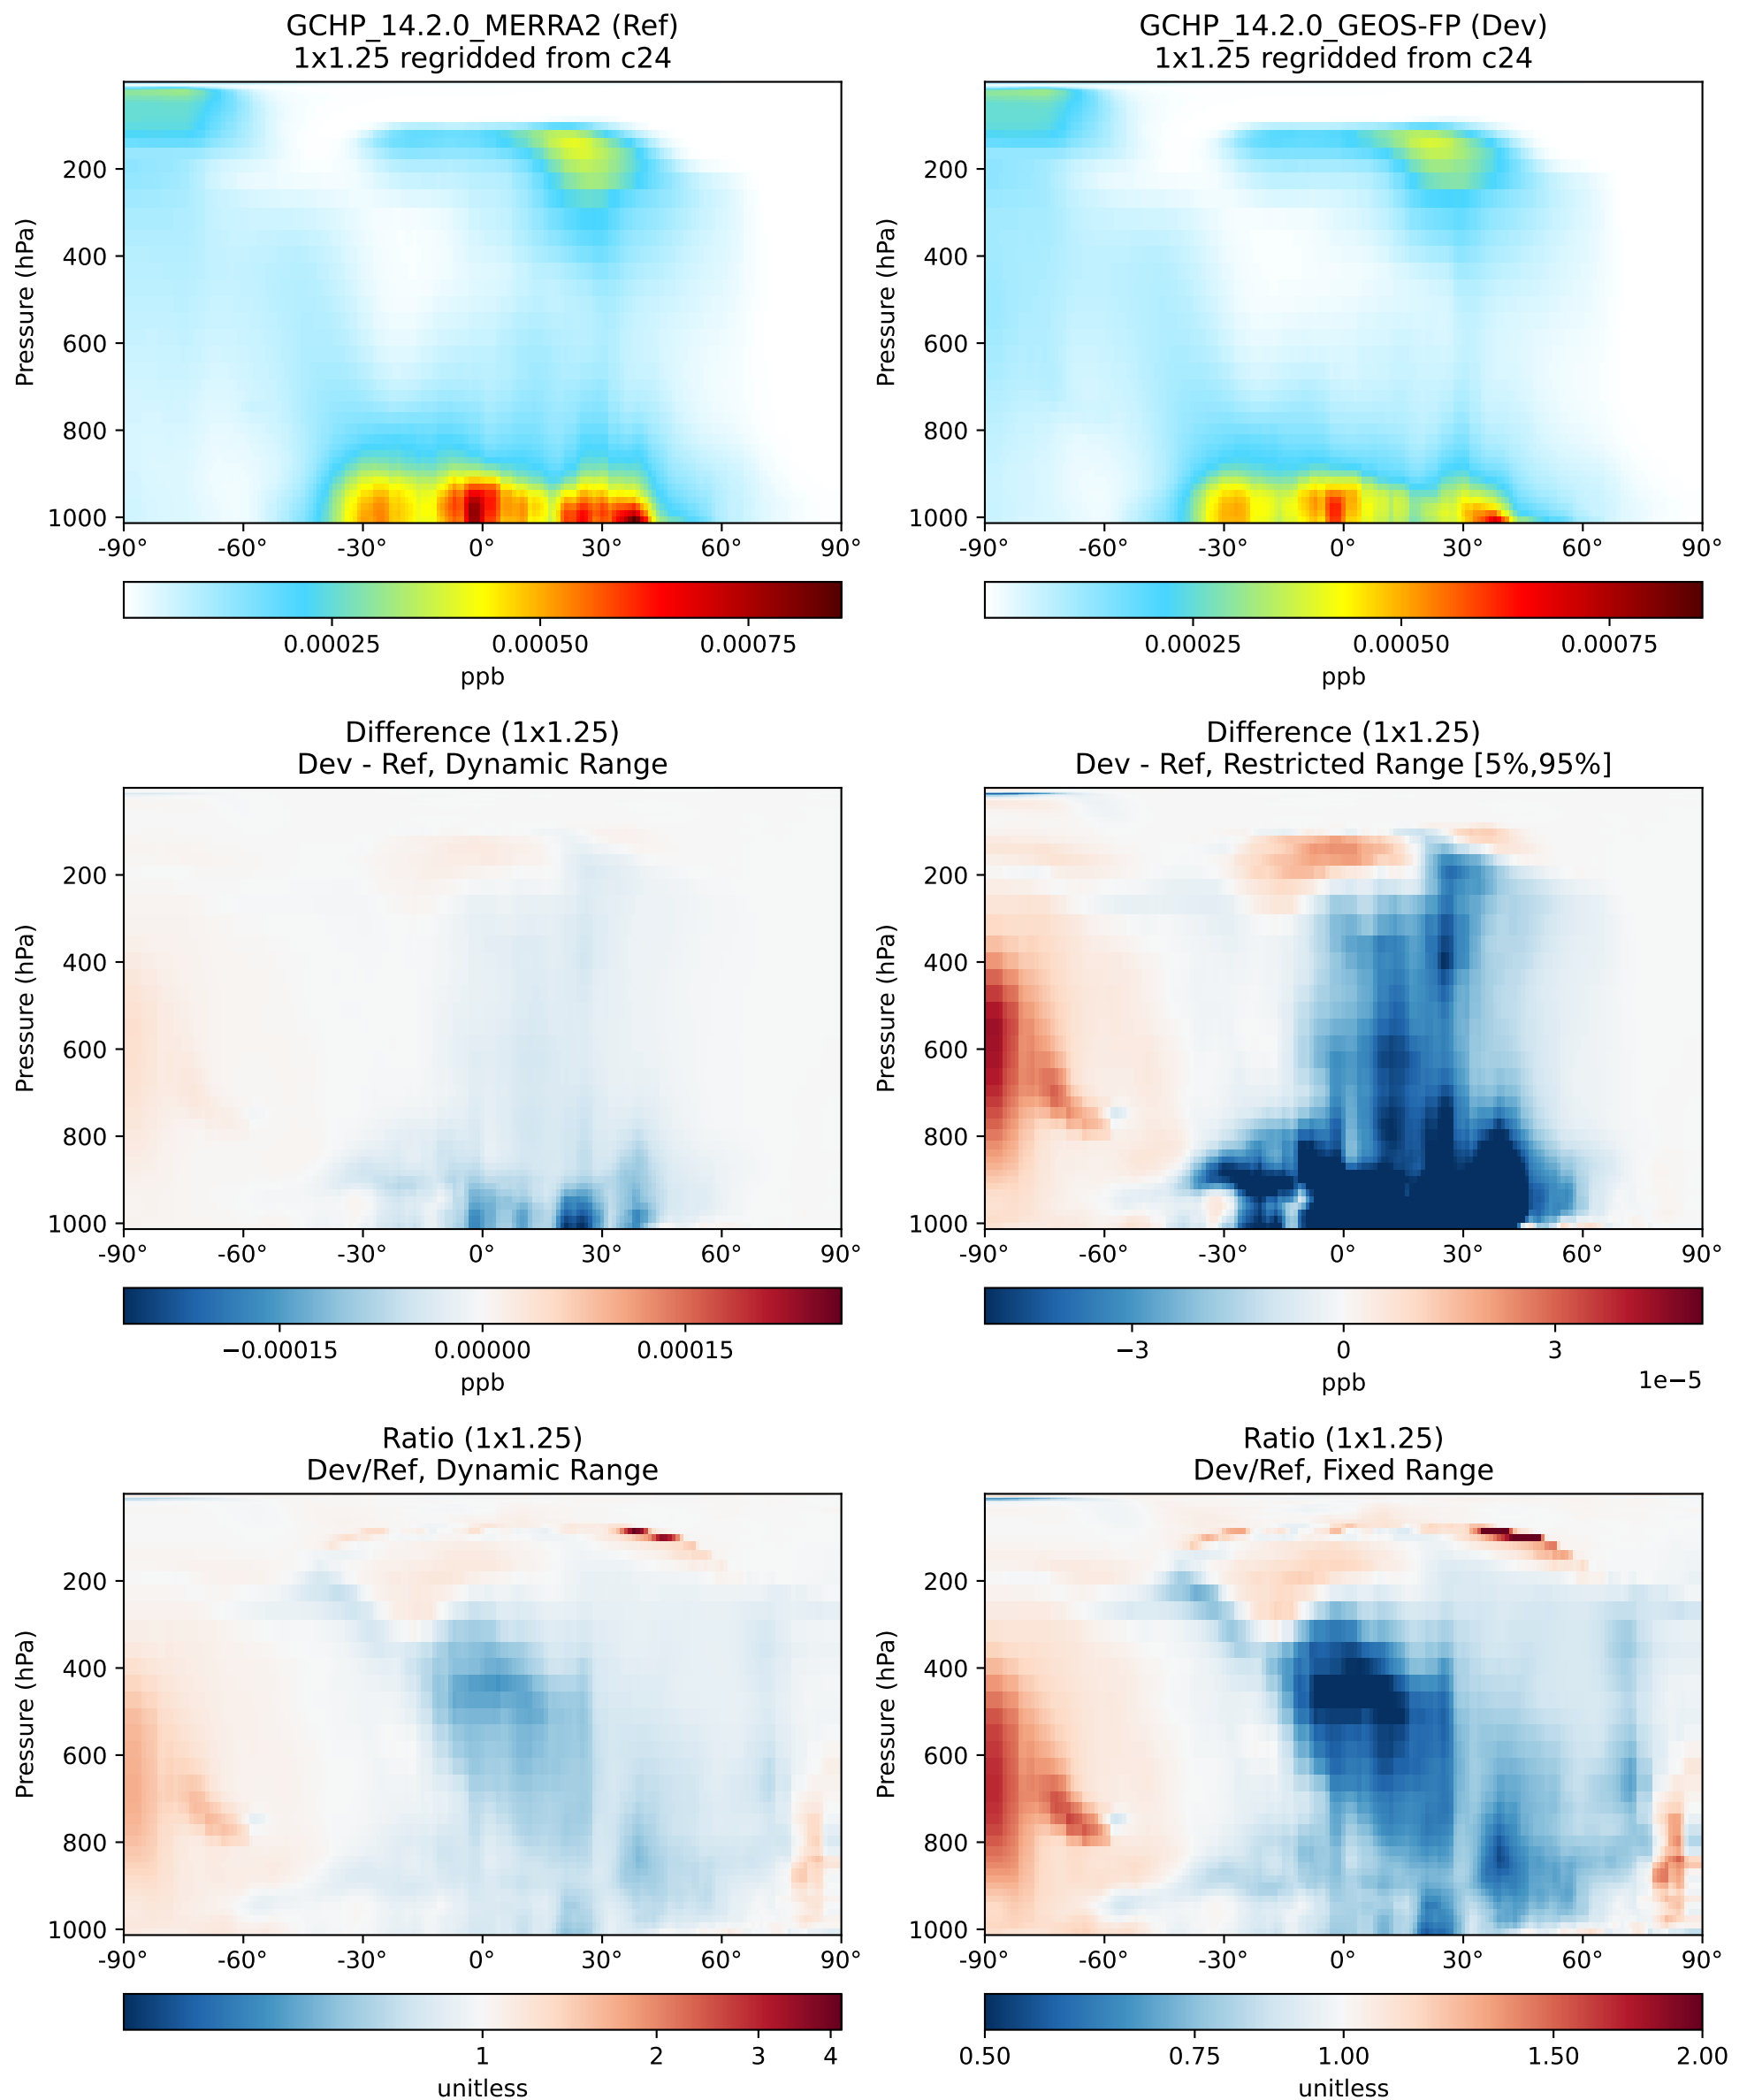 GCHP_14.2.0_MERRA2 (Ref)
1x1.25 regridded from c24
Pressure (hPa)
200
400
600
800
1000
-90° -60° -30° 0° 30° 60° 90°
0.00025 0.00050 0.00075
ppb
GCHP_14.2.0_GEOS-FP (Dev)
1x1.25 regridded from c24
Pressure (hPa)
200
400
600
800
1000
-90° -60° -30° 0° 30° 60° 90°
0.00025 0.00050 0.00075
ppb
Difference (1x1.25)
Dev - Ref, Dynamic Range
Pressure (hPa)
200
400
600
800
1000
-90° -60° -30° 0° 30° 60° 90°
−0.00015 0.00000 0.00015
ppb
Difference (1x1.25)
Dev - Ref, Restricted Range [5%,95%]
Pressure (hPa)
200
400
600
800
1000
-90° -60° -30° 0° 30° 60° 90°
−3 0 3
ppb
1e−5
Ratio (1x1.25)
Dev/Ref, Dynamic Range
Pressure (hPa)
200
400
600
800
1000
-90° -60° -30° 0° 30° 60° 90°
1 2 3 4
unitless
Ratio (1x1.25)
Dev/Ref, Fixed Range
Pressure (hPa)
200
400
600
800
1000
-90° -60° -30° 0° 30° 60° 90°
0.50 0.75 1.00 1.50 2.00
unitless